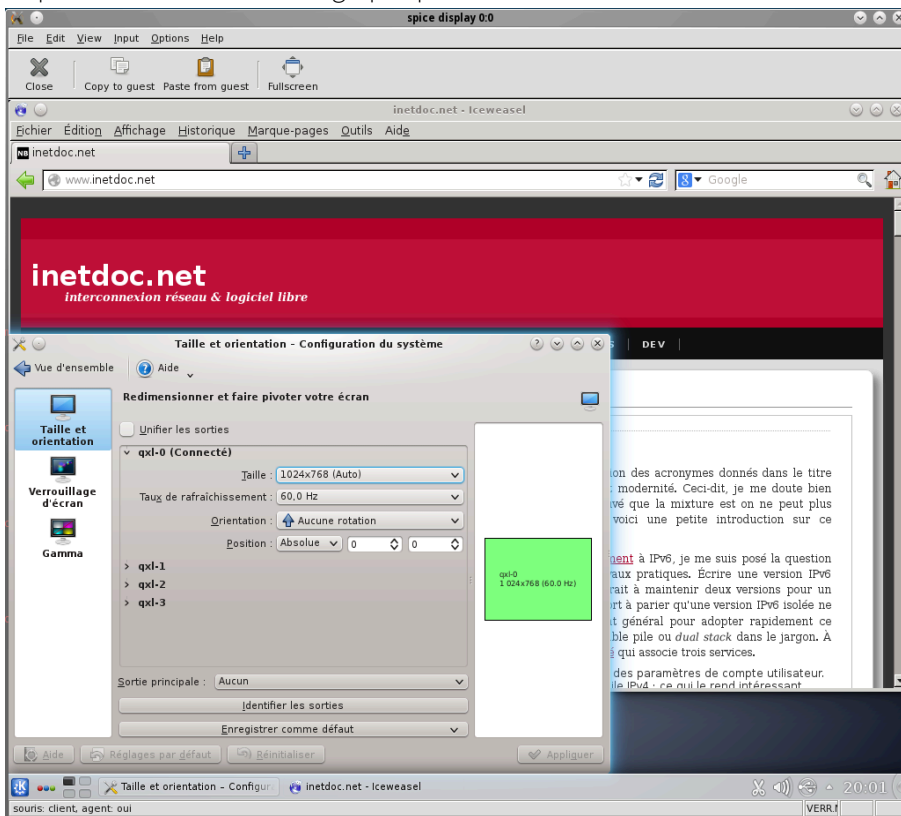 spice display 0:0
File Edit View Input Options Help
Close Copy to guest Paste from guest Fullscreen
inetdoc.net - Iceweasel
Fichier Édition Affichage Historique Marque-pages Outils Aide
inetdoc.net
www.inetdoc.net Google
inetdoc.net
interconnexion réseau & logiciel libre
DEV
Taille et orientation - Configuration du système
Vue d'ensemble Aide
Redimensionner et faire pivoter votre écran
Taille et orientation
Verrouillage d'écran
Gamma
Unifier les sorties
qxl-0 (Connecté)
Taille : 1024x768 (Auto)
Taux de rafraîchissement : 60,0 Hz
Orientation : Aucune rotation
Position : Absolue 0 0
qxl-1
qxl-2
qxl-3
qxl-0
1 024x768 (60.0 Hz)
Sortie principale : Aucun
Identifier les sorties
Enregistrer comme défaut
Aide Réglages par défaut Réinitialiser Appliquer
des acronymes donnés dans le titre
modernité. Ceci-dit, je me doute bien
que la mixture est on ne peut plus
voici une petite introduction sur ce
à IPv6, je me suis posé la question
pratiques. Écrire une version IPv6
à maintenir deux versions pour un
à parier qu'une version IPv6 isolée ne
général pour adopter rapidement ce
pile ou dual stack dans le jargon. À
qui associe trois services.
des paramètres de compte utilisateur.
IPv4 : ce qui le rend intéressant
Taille et orientation - Configur inetdoc.net - Iceweasel 20:01
souris: client, agent: oui VERR.